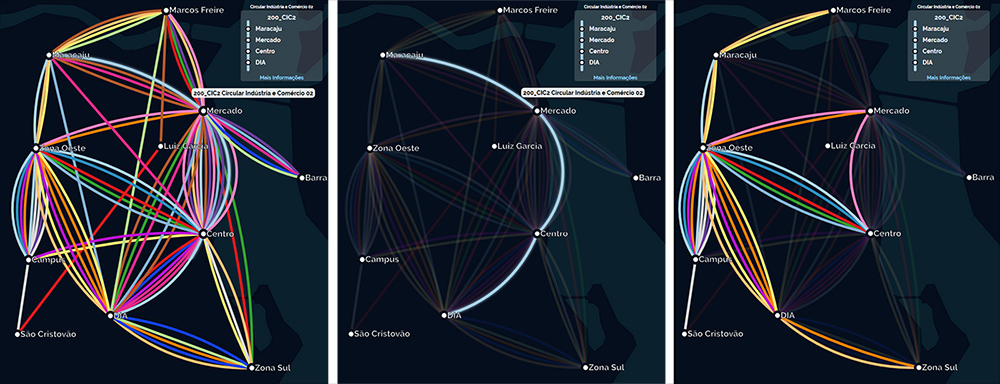 Marcos Freire
Circular Indústria e Comércio 02
200_CIC2
Maracaju
Mercado
Centro
DIA
Mais Informações
Maracaju
200_CIC2 Circular Indústria e Comércio 02
Mercado
Zona Oeste
Luiz Garcia
Barra
Centro
Campus
DIA
São Cristovão
Zona Sul
Marcos Freire
Circular Indústria e Comércio 02
200_CIC2
Maracaju
Mercado
Centro
DIA
Mais Informações
Maracaju
200_CIC2 Circular Indústria e Comércio 02
Mercado
Zona Oeste
Luiz Garcia
Barra
Centro
Campus
DIA
São Cristovão
Zona Sul
Marcos Freire
Circular Indústria e Comércio 02
200_CIC2
Maracaju
Mercado
Centro
DIA
Mais Informações
Maracaju
Mercado
Zona Oeste
Luiz Garcia
Barra
Centro
Campus
DIA
São Cristovão
Zona Sul